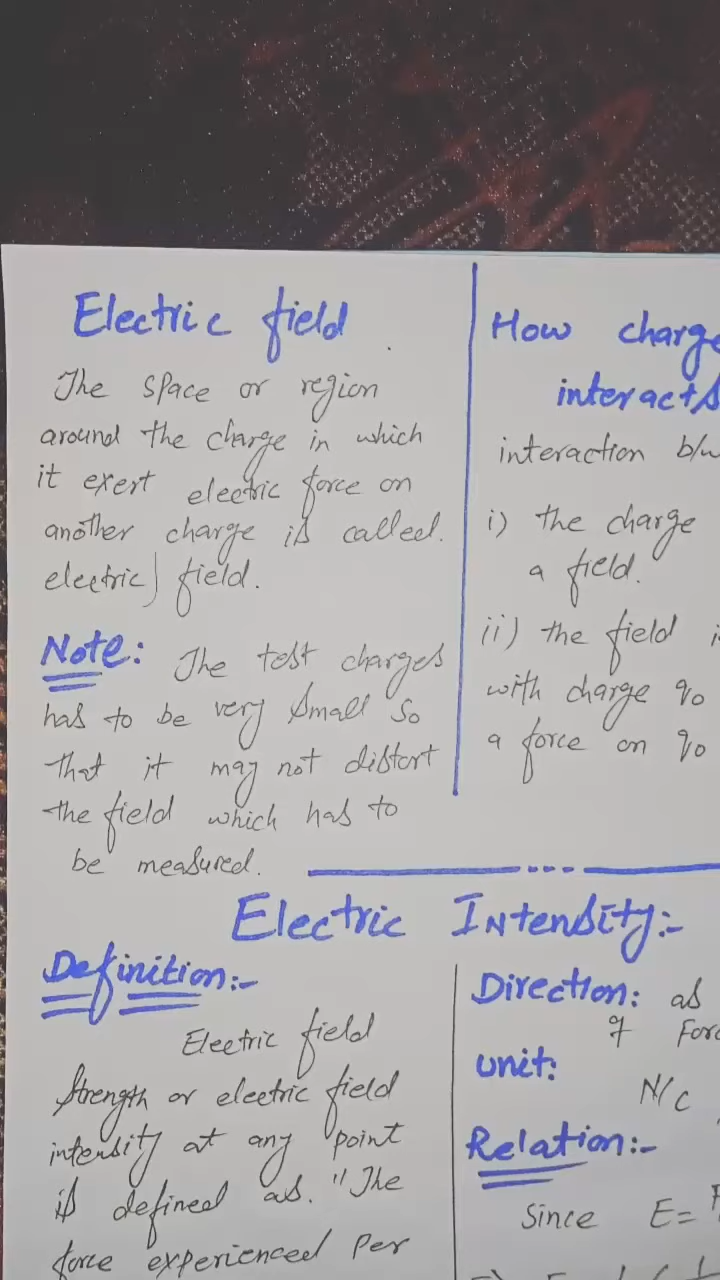 Electric field
The space or region
around the charge in which
it exert electric force on
another charge is called
electric field.
Note: The test charges
has to be very small so
that it may not distort
the field which has to
be measured.
How charge
interacts
interaction b/w
i) the charge
a field.
ii) the field
with charge q₀
a force on q₀
Electric Intensity:-
Definition:-
Electric field
strength or electric field
intensity at any point
is defined as. "The
force experienced per
Direction: as
of Forc
unit:
N/C
Relation:-
Since E=